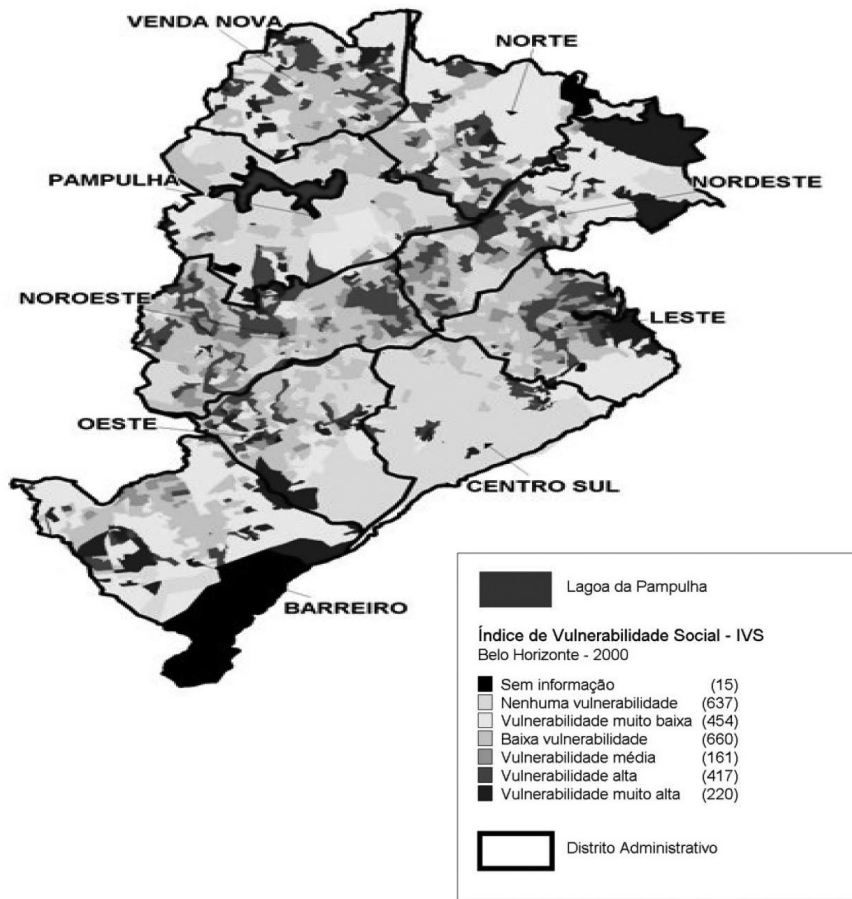 VENDA NOVA
NORTE
PAMPULHA
NORDESTE
NOROESTE
LESTE
OESTE
CENTRO SUL
BARREIRO
Lagoa da Pampulha
Índice de Vulnerabilidade Social - IVS
Belo Horizonte - 2000
Sem informação (15)
Nenhuma vulnerabilidade (637)
Vulnerabilidade muito baixa (454)
Baixa vulnerabilidade (660)
Vulnerabilidade média (161)
Vulnerabilidade alta (417)
Vulnerabilidade muito alta (220)
Distrito Administrativo